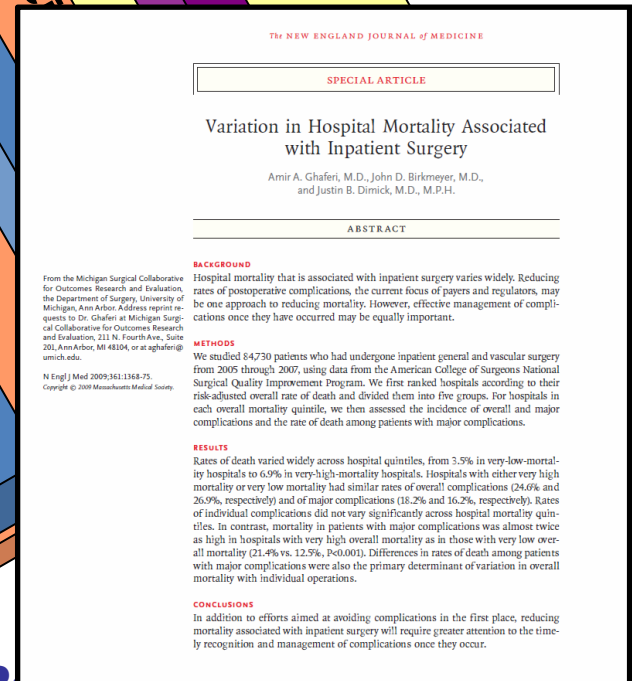 The NEW ENGLAND JOURNAL of MEDICINE
SPECIAL ARTICLE
Variation in Hospital Mortality Associated
with Inpatient Surgery
Amir A. Ghaferi, M.D., John D. Birkmeyer, M.D.,
and Justin B. Dimick, M.D., M.P.H.
ABSTRACT
From the Michigan Surgical Collaborative
for Outcomes Research and Evaluation,
the Department of Surgery, University of
Michigan, Ann Arbor. Address reprint re-
quests to Dr. Ghaferi at Michigan Surgi-
cal Collaborative for Outcomes Research
and Evaluation, 211 N. Fourth Ave., Suite
201, Ann Arbor, MI 48104, or at aghaferi@
umich.edu.
N Engl J Med 2009;361:1368-75.
Copyright © 2009 Massachusetts Medical Society.
BACKGROUND
Hospital mortality that is associated with inpatient surgery varies widely. Reducing
rates of postoperative complications, the current focus of payers and regulators, may
be one approach to reducing mortality. However, effective management of compli-
cations once they have occurred may be equally important.
METHODS
We studied 84,730 patients who had undergone inpatient general and vascular surgery
from 2005 through 2007, using data from the American College of Surgeons National
Surgical Quality Improvement Program. We first ranked hospitals according to their
risk-adjusted overall rate of death and divided them into five groups. For hospitals in
each overall mortality quintile, we then assessed the incidence of overall and major
complications and the rate of death among patients with major complications.
RESULTS
Rates of death varied widely across hospital quintiles, from 3.5% in very-low-mortal-
ity hospitals to 6.9% in very-high-mortality hospitals. Hospitals with either very high
mortality or very low mortality had similar rates of overall complications (24.6% and
26.9%, respectively) and of major complications (18.2% and 16.2%, respectively). Rates
of individual complications did not vary significantly across hospital mortality quin-
tiles. In contrast, mortality in patients with major complications was almost twice
as high in hospitals with very high overall mortality as in those with very low over-
all mortality (21.4% vs. 12.5%, P<0.001). Differences in rates of death among patients
with major complications were also the primary determinant of variation in overall
mortality with individual operations.
CONCLUSIONS
In addition to efforts aimed at avoiding complications in the first place, reducing
mortality associated with inpatient surgery will require greater attention to the time-
ly recognition and management of complications once they occur.